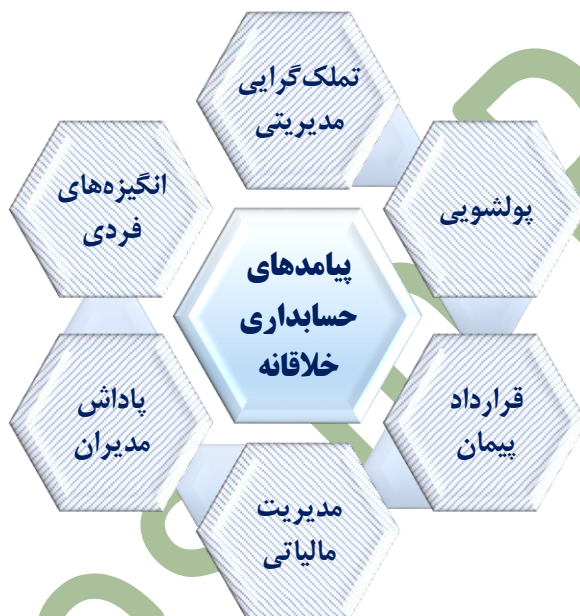 تملک‌گرایی
مدیریتی
پولشویی
قرارداد
پیمان
مدیریت
مالیاتی
پاداش
مدیران
انگیزه‌های
فردی
پیامدهای
حسابداری
خلاقانه